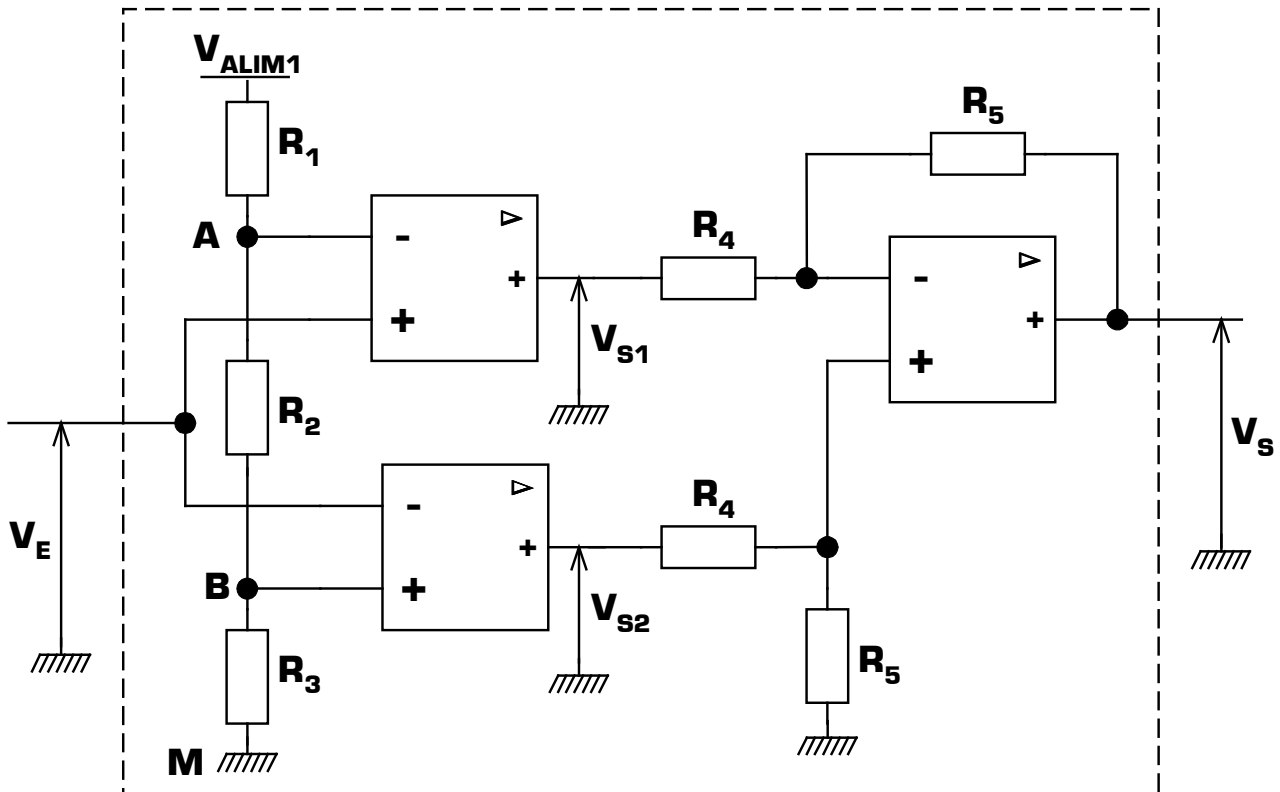 V_ALIM1
R_1
A
-
+
+
V_S1
R_4
R_5
-
+
+
V_S
R_2
V_E
B
-
+
+
V_S2
R_4
R_5
R_3
M